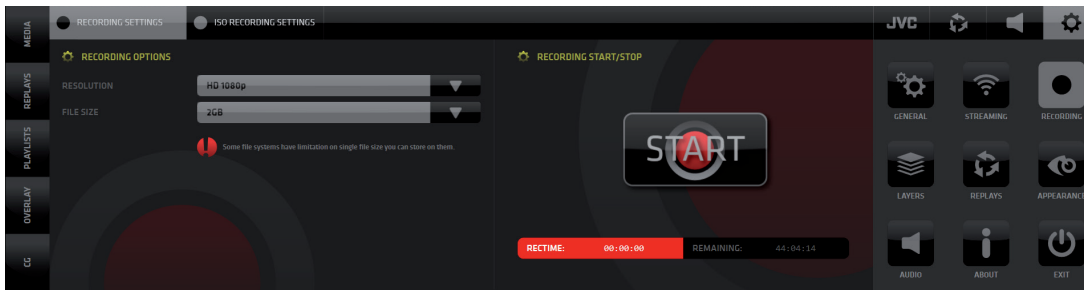 MEDIA
REPLAYS
PLAYLISTS
OVERLAY
CG
RECORDING SETTINGS
ISO RECORDING SETTINGS
JVC
RECORDING OPTIONS
RESOLUTION
HD 1080p
FILE SIZE
2GB
Some file systems have limitation on single file size you can store on them.
RECORDING START/STOP
START
RECTIME: 00:00:00 REMAINING: 44:04:14
GENERAL STREAMING RECORDING
LAYERS REPLAYS APPEARANC
AUDIO ABOUT EXIT